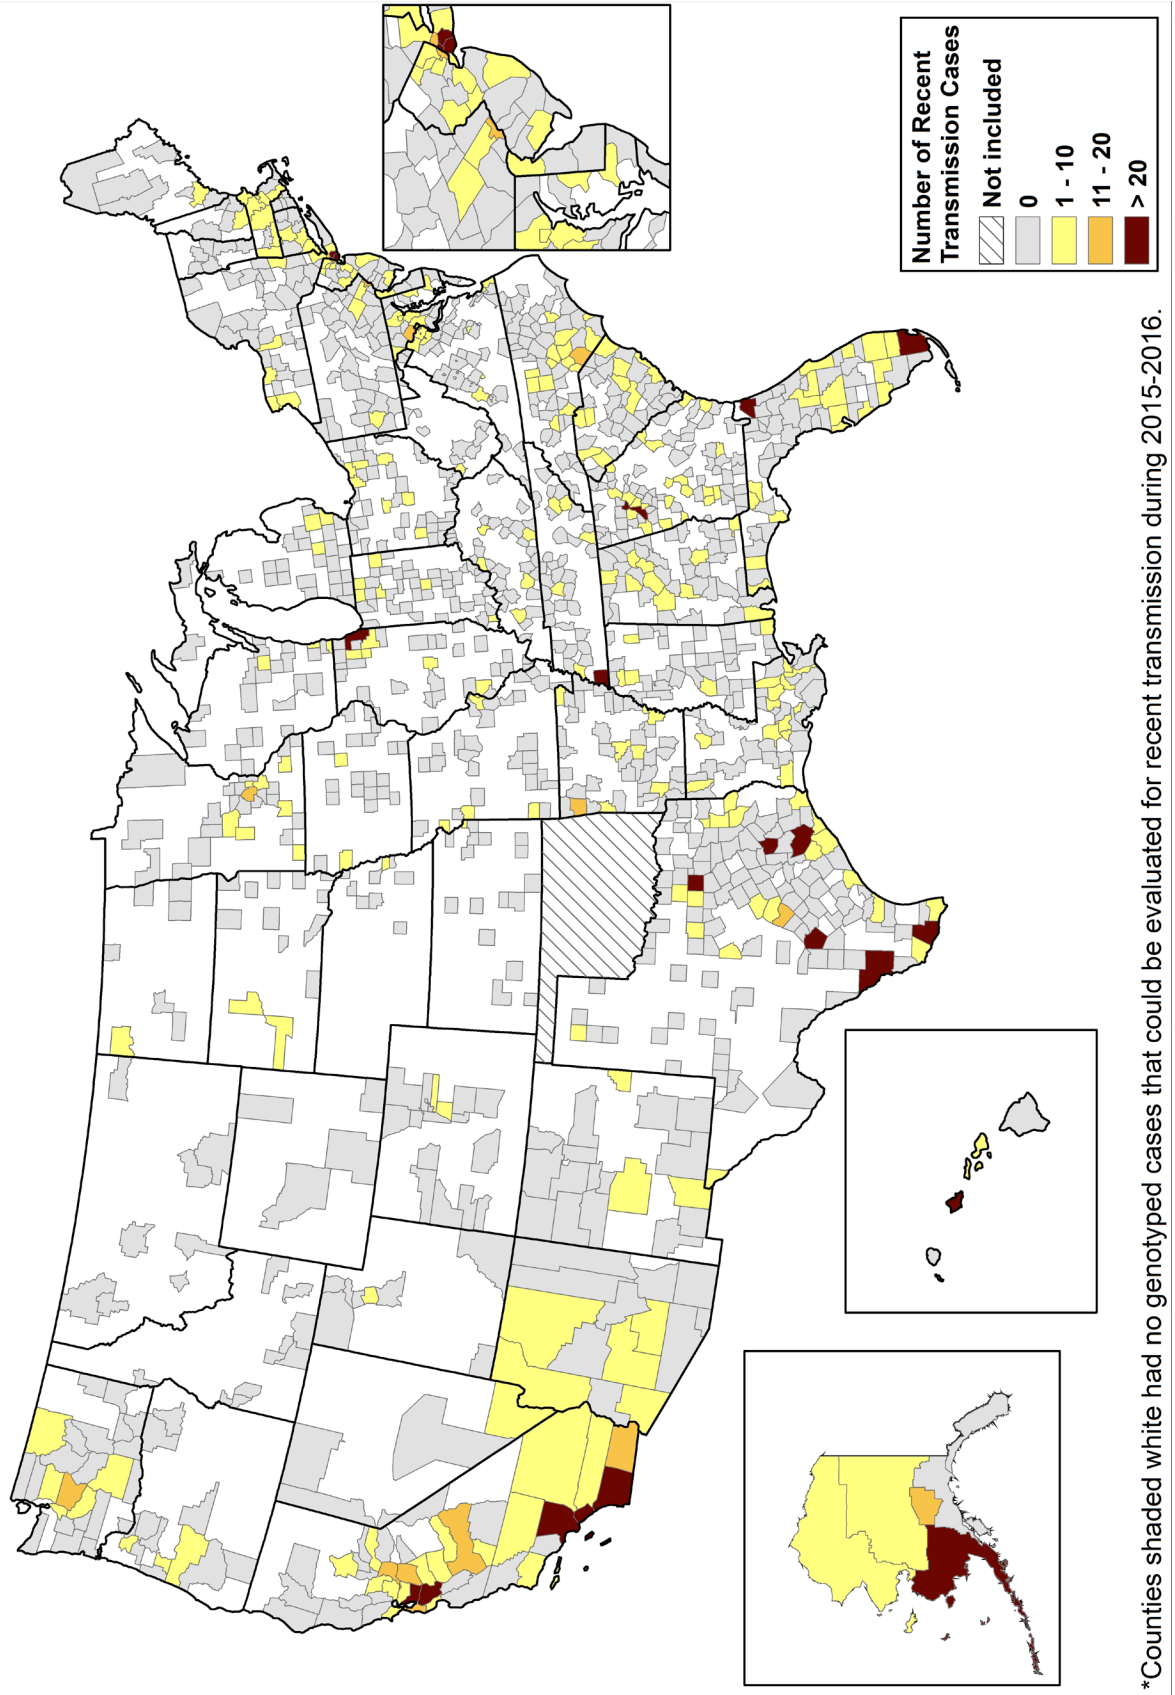 Number of Recent
Transmission Cases
Not included
0
1 - 10
11 - 20
> 20
*Counties shaded white had no genotyped cases that could be evaluated for recent transmission during 2015-2016.